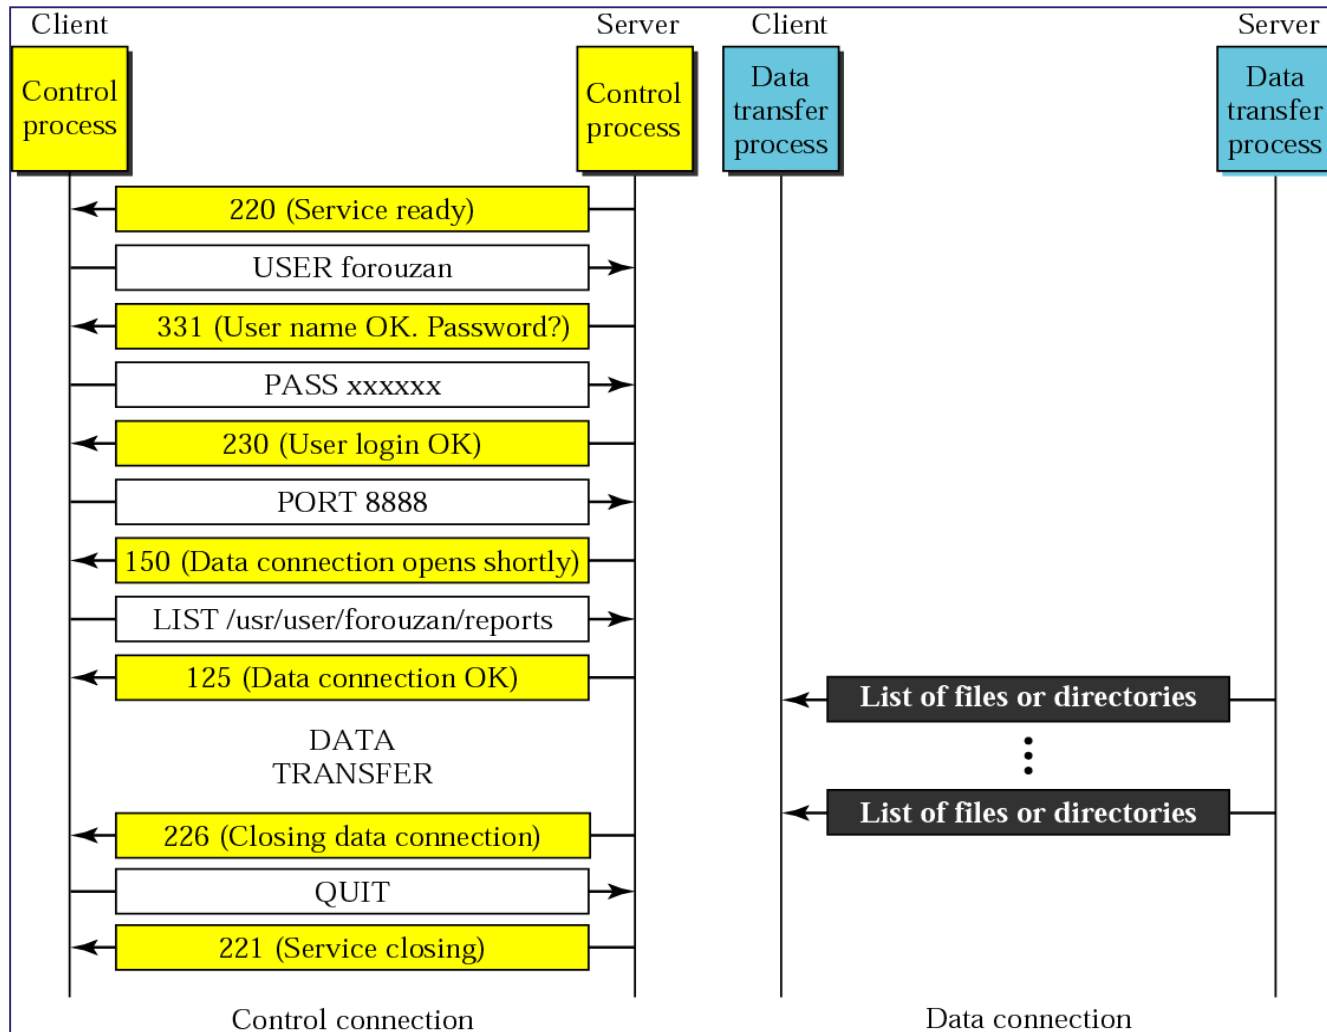 Client
Server
Client
Server
Control
process
Control
process
Data
transfer
process
Data
transfer
process
220 (Service ready)
USER forouzan
331 (User name OK. Password?)
PASS xxxxxx
230 (User login OK)
PORT 8888
150 (Data connection opens shortly)
LIST /usr/user/forouzan/reports
125 (Data connection OK)
List of files or directories
DATA
TRANSFER
List of files or directories
226 (Closing data connection)
QUIT
221 (Service closing)
Control connection
Data connection